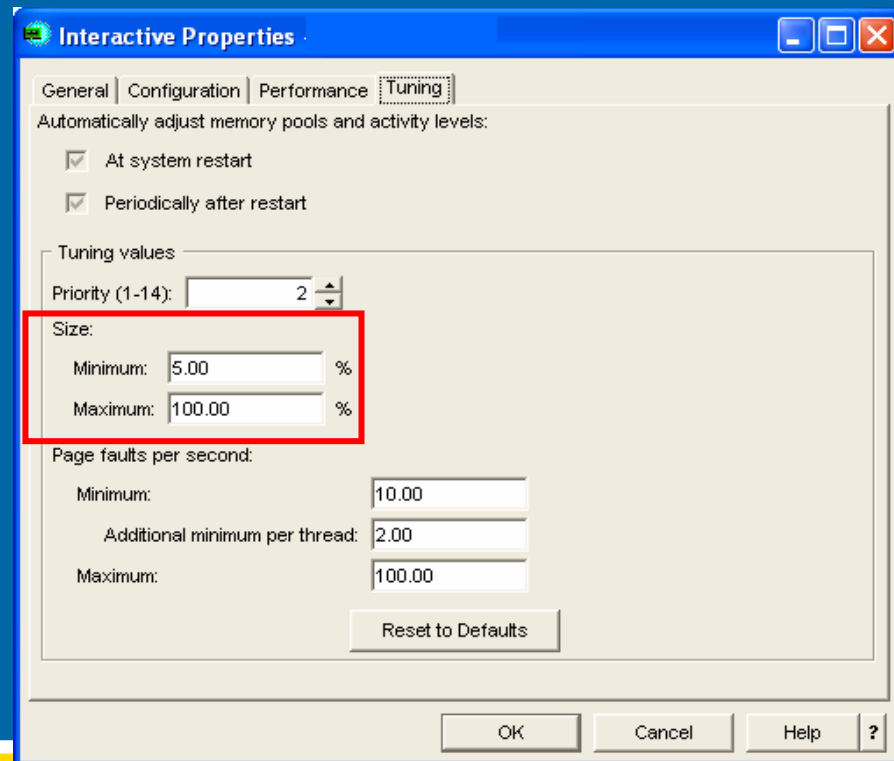 Interactive Properties -
General Configuration Performance Tuning
Automatically adjust memory pools and activity levels:
At system restart
Periodically after restart
Tuning values
Priority (1-14): 2
Size:
Minimum: 5.00 %
Maximum: 100.00 %
Page faults per second:
Minimum: 10.00
Additional minimum per thread: 2.00
Maximum: 100.00
Reset to Defaults
OK Cancel Help ?